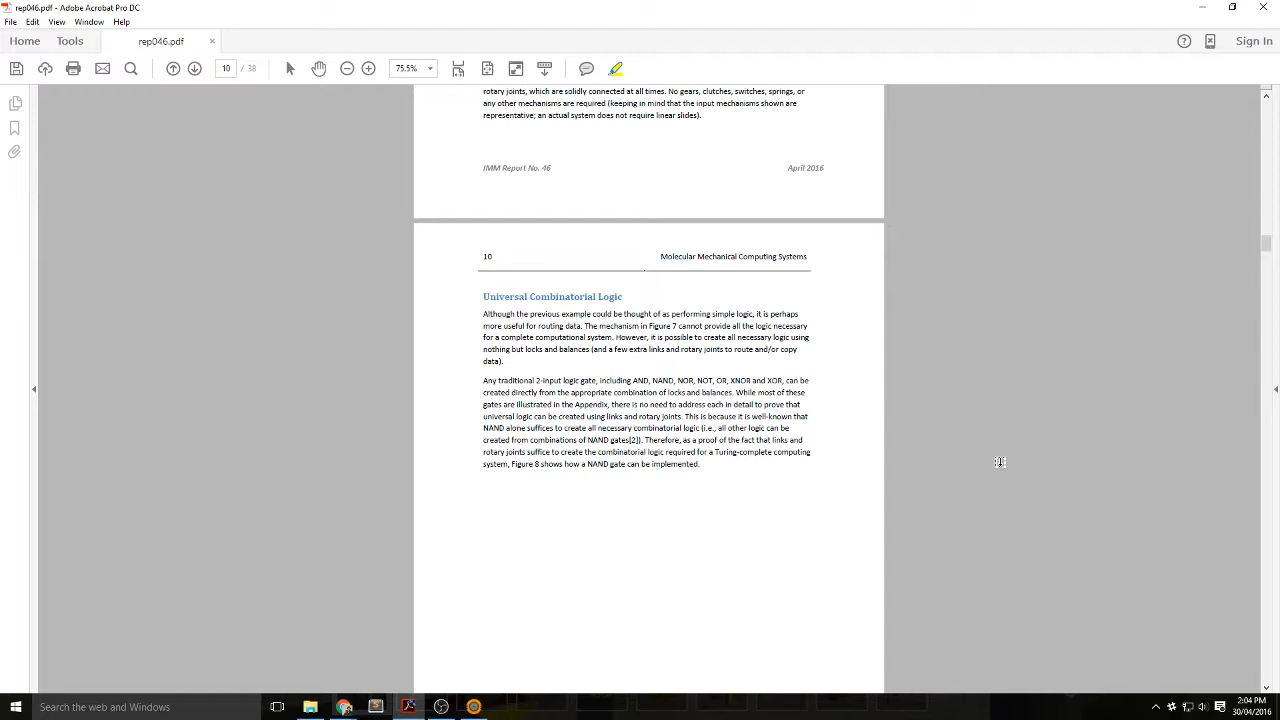 rep046.pdf - Adobe Acrobat Pro DC
File Edit View Window Help
Home Tools rep046.pdf × Sign In
10 / 38 75.5%
rotary joints, which are solidly connected at all times. No gears, clutches, switches, springs, or
any other mechanisms are required (keeping in mind that the input mechanisms shown are
representative; an actual system does not require linear slides).
IMM Report No. 46 April 2016
10 Molecular Mechanical Computing Systems
Universal Combinatorial Logic
Although the previous example could be thought of as performing simple logic, it is perhaps
more useful for routing data. The mechanism in Figure 7 cannot provide all the logic necessary
for a complete computational system. However, it is possible to create all necessary logic using
nothing but locks and balances (and a few extra links and rotary joints to route and/or copy
data).
Any traditional 2-input logic gate, including AND, NAND, NOR, NOT, OR, XNOR and XOR, can be
created directly from the appropriate combination of locks and balances. While most of these
gates are illustrated in the Appendix, there is no need to address each in detail to prove that
universal logic can be created using links and rotary joints. This is because it is well-known that
NAND alone suffices to create all necessary combinatorial logic (i.e., all other logic can be
created from combinations of NAND gates[2]). Therefore, as a proof of the fact that links and
rotary joints suffice to create the combinatorial logic required for a Turing-complete computing
system, Figure 8 shows how a NAND gate can be implemented.
Search the web and Windows
2:04 PM
30/04/2016